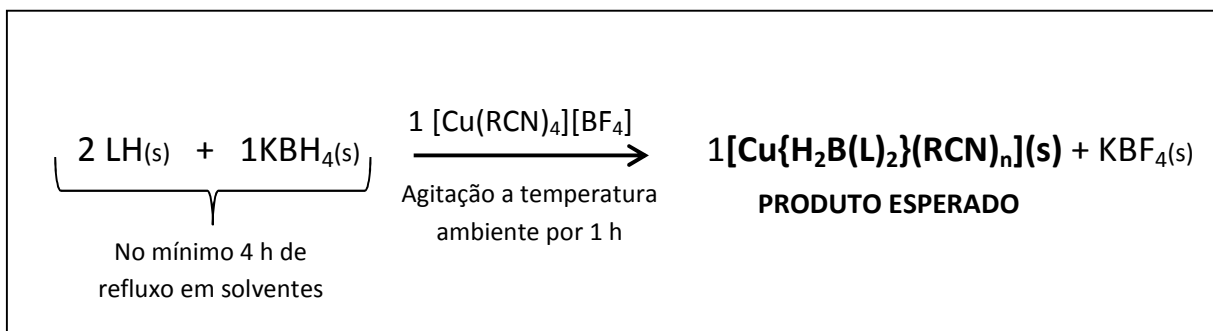 1 [Cu(RCN)₄][BF₄]
2 LH(s) + 1KBH₄(s) 1[Cu{H₂B(L)₂}(RCN)ₙ](s) + KBF₄(s)
Agitação a temperatura PRODUTO ESPERADO
ambiente por 1 h
No mínimo 4 h de
refluxo em solventes